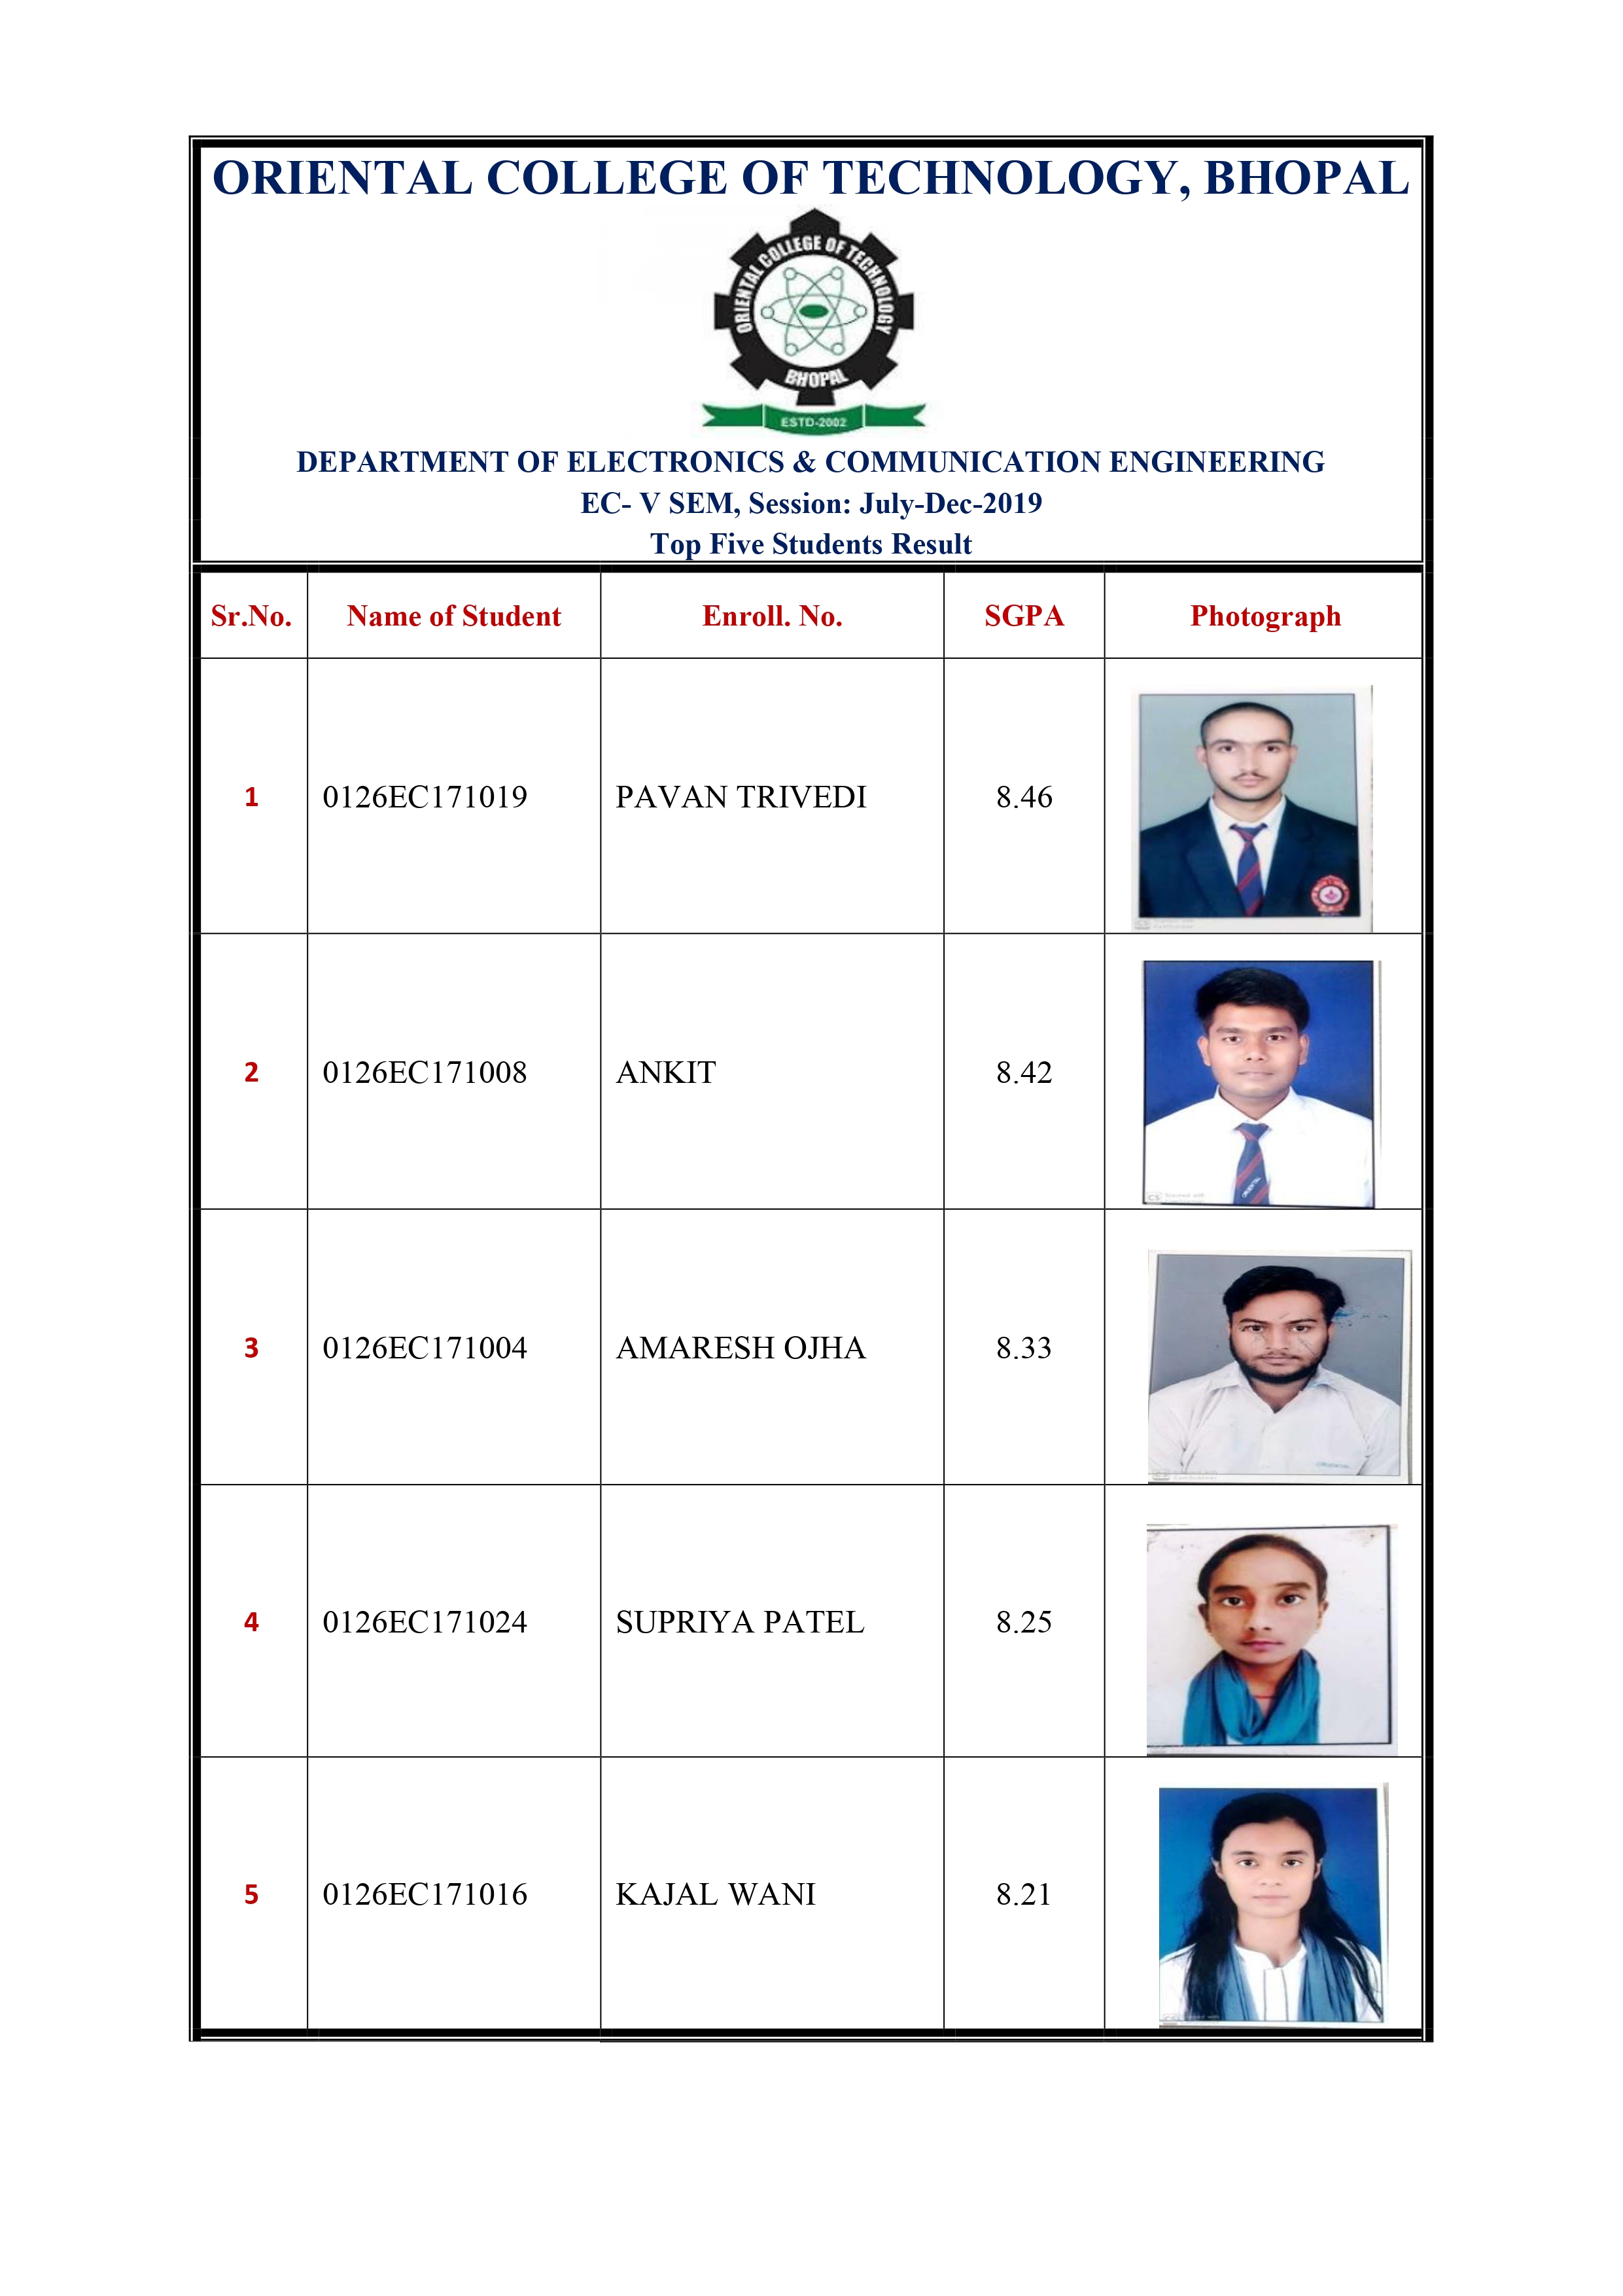 ORIENTAL COLLEGE OF TECHNOLOGY, BHOPAL
ORIENTAL COLLEGE OF TECHNOLOGY
BHOPAL
ESTD-2002
DEPARTMENT OF ELECTRONICS & COMMUNICATION ENGINEERING
EC- V SEM, Session: July-Dec-2019
Top Five Students Result
Sr.No. Name of Student Enroll. No. SGPA Photograph
1 0126EC171019 PAVAN TRIVEDI 8.46
2 0126EC171008 ANKIT 8.42
CS
ORIENTAL
3 0126EC171004 AMARESH OJHA 8.33
4 0126EC171024 SUPRIYA PATEL 8.25
5 0126EC171016 KAJAL WANI 8.21